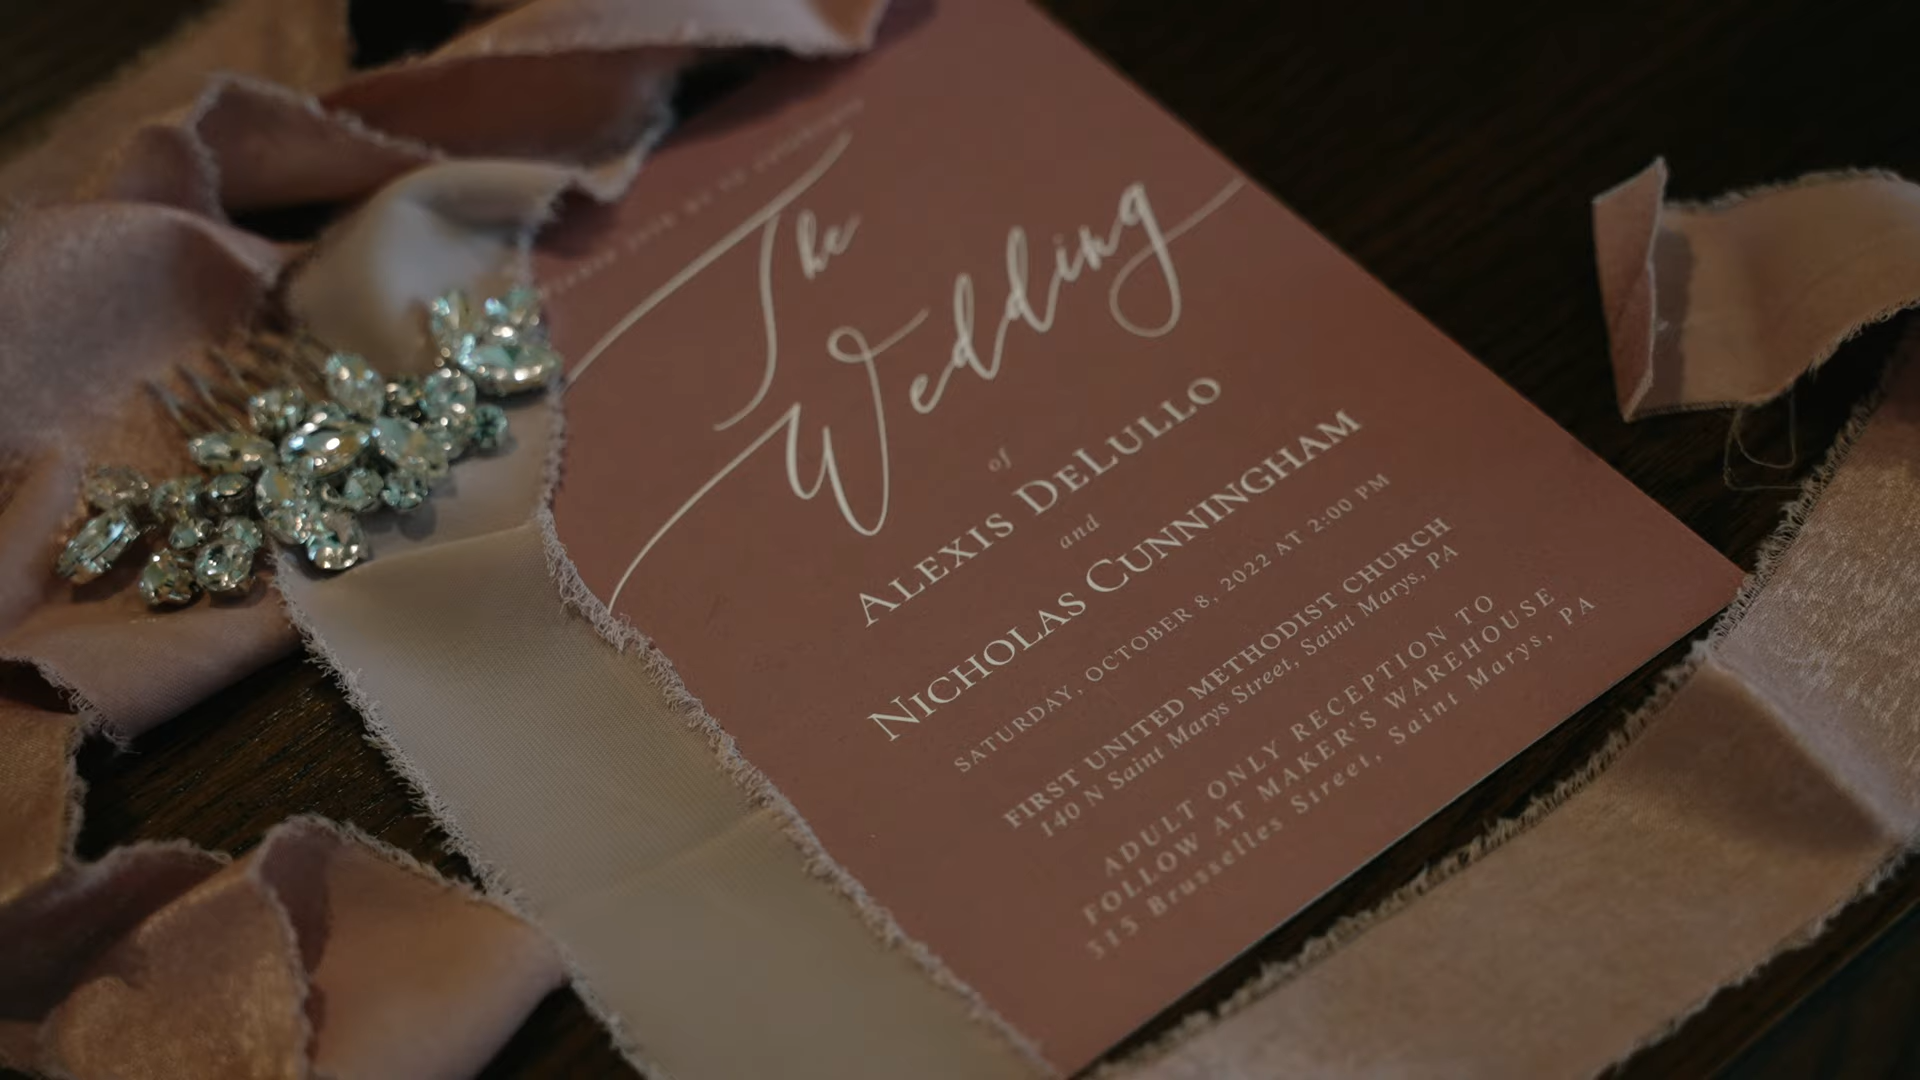 The
Wedding
of
ALEXIS DELULLO
and
NICHOLAS CUNNINGHAM
SATURDAY, OCTOBER 8, 2022 AT 2:00 PM
FIRST UNITED METHODIST CHURCH
140 N Saint Marys Street, Saint Marys, PA
ADULT ONLY RECEPTION TO
FOLLOW AT MAKER'S WAREHOUSE
315 Brusselles Street, Saint Marys, PA